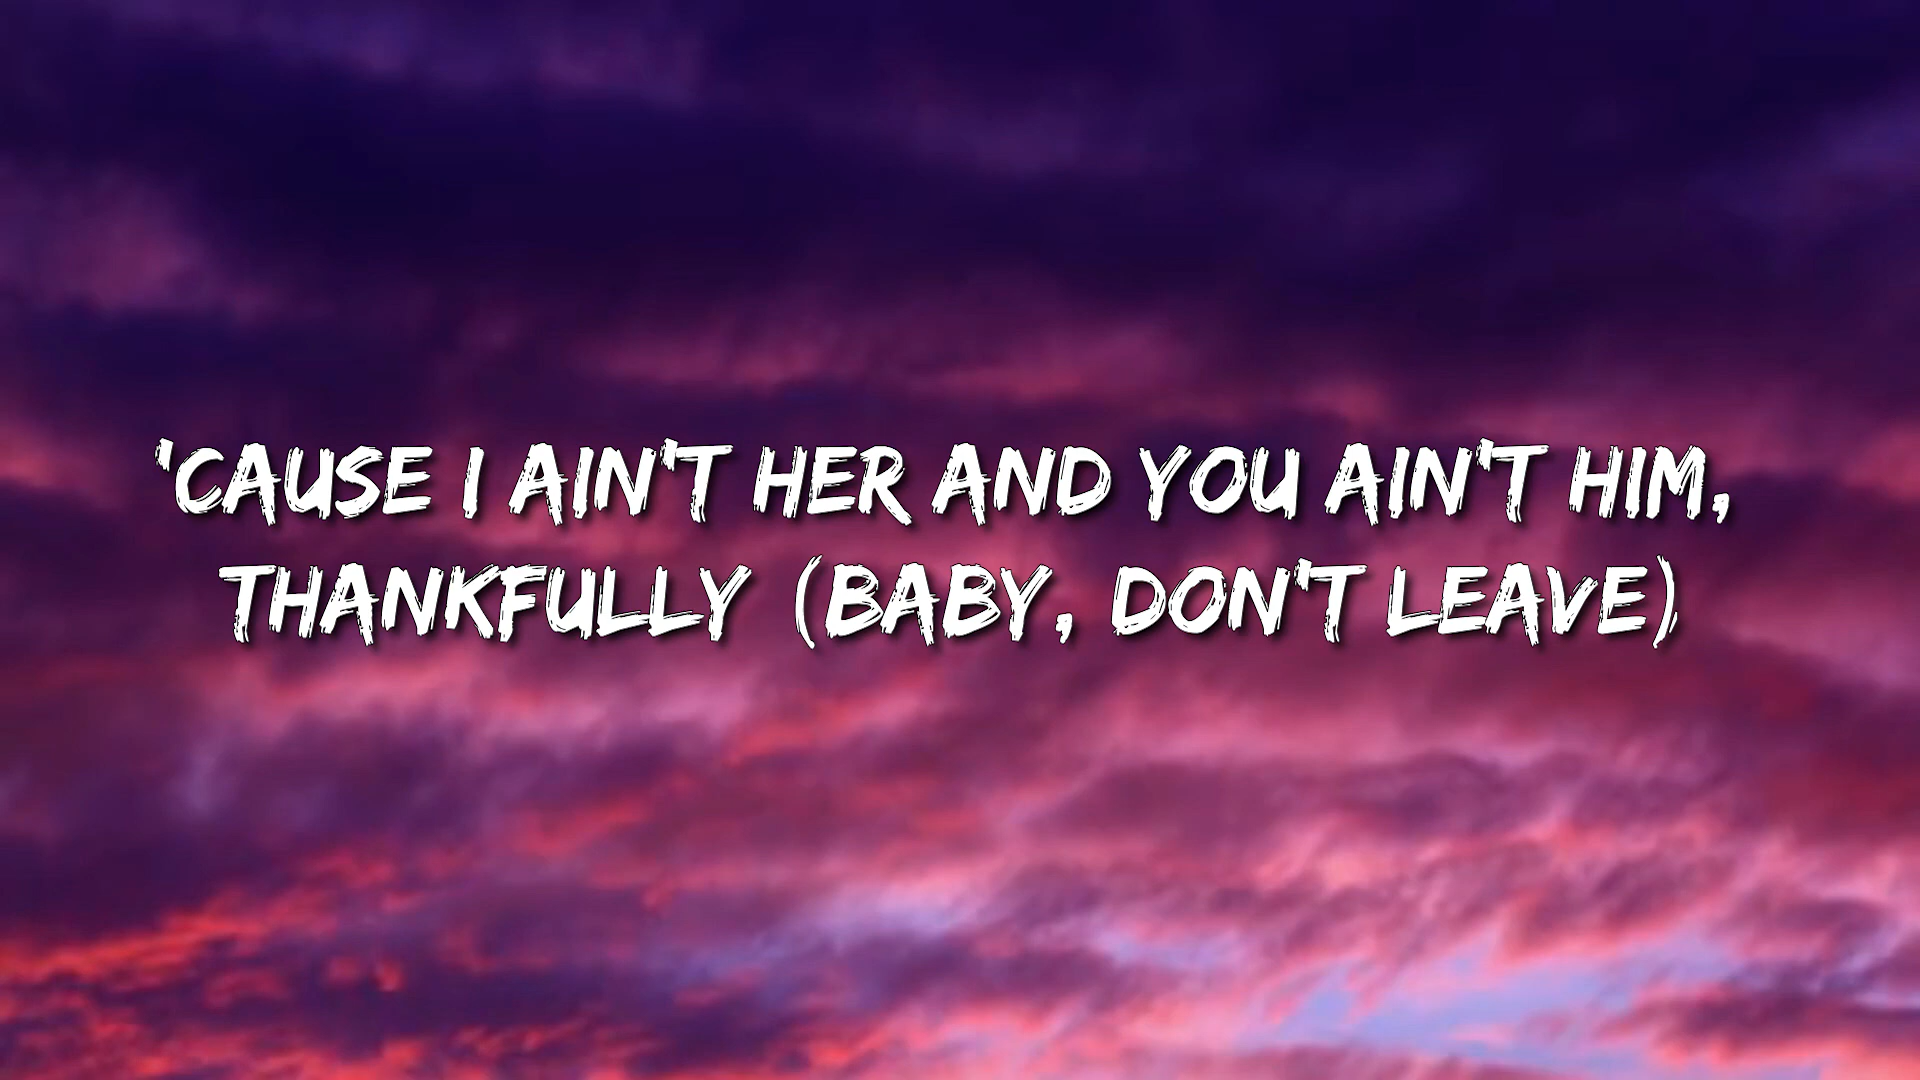 'CAUSE I AIN'T HER AND YOU AIN'T HIM,
THANKFULLY (BABY, DON'T LEAVE)